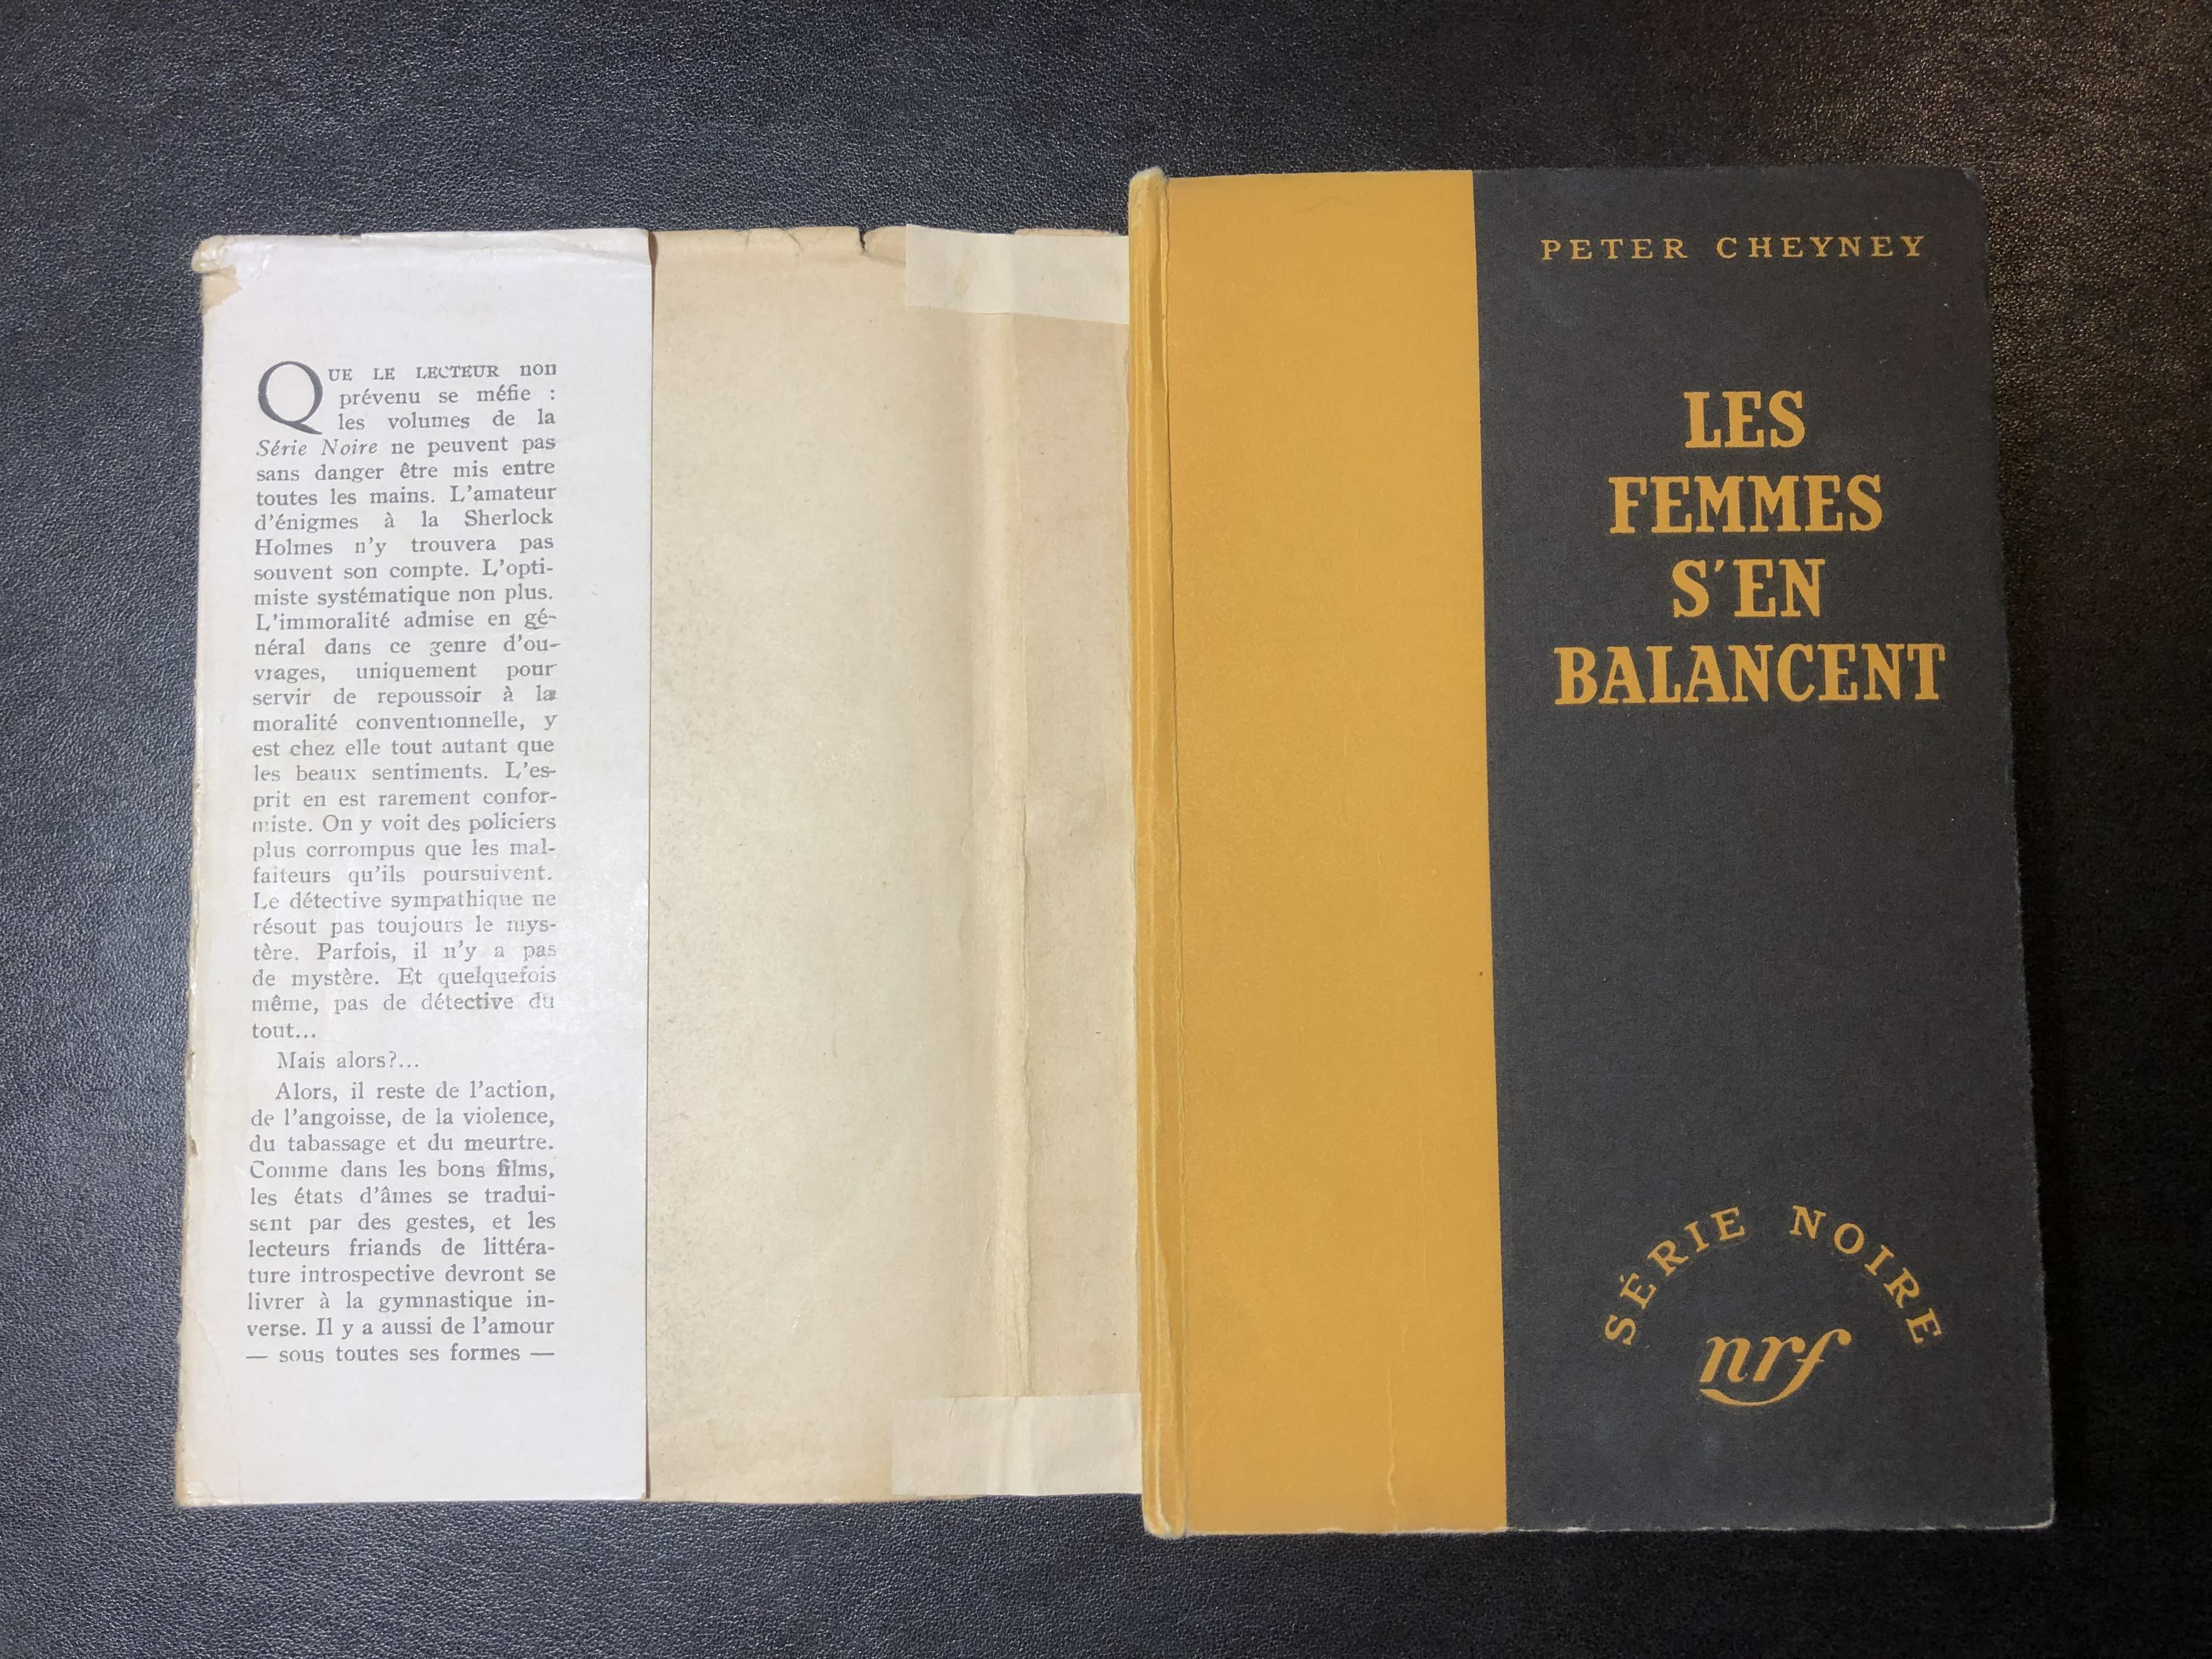 QUE LE LECTEUR non
prévenu se méfie :
les volumes de la
Série Noire ne peuvent pas
sans danger être mis entre
toutes les mains. L'amateur
d'énigmes à la Sherlock
Holmes n'y trouvera pas
souvent son compte. L'opti-
miste systématique non plus.
L'immoralité admise en gé-
néral dans ce genre d'ou-
vrages, uniquement pour
servir de repoussoir à la
moralité conventionnelle, y
est chez elle tout autant que
les beaux sentiments. L'es-
prit en est rarement confor-
miste. On y voit des policiers
plus corrompus que les mal-
faiteurs qu'ils poursuivent.
Le détective sympathique ne
résout pas toujours le mys-
tère. Parfois, il n'y a pas
de mystère. Et quelquefois
même, pas de détective du
tout...
Mais alors?...
Alors, il reste de l'action,
de l'angoisse, de la violence,
du tabassage et du meurtre.
Comme dans les bons films,
les états d'âmes se tradui-
sent par des gestes, et les
lecteurs friands de littéra-
ture introspective devront se
livrer à la gymnastique in-
verse. Il y a aussi de l'amour
— sous toutes ses formes —
PETER CHEYNEY
LES
FEMMES
S'EN
BALANCENT
SÉRIE NOIRE
nrf